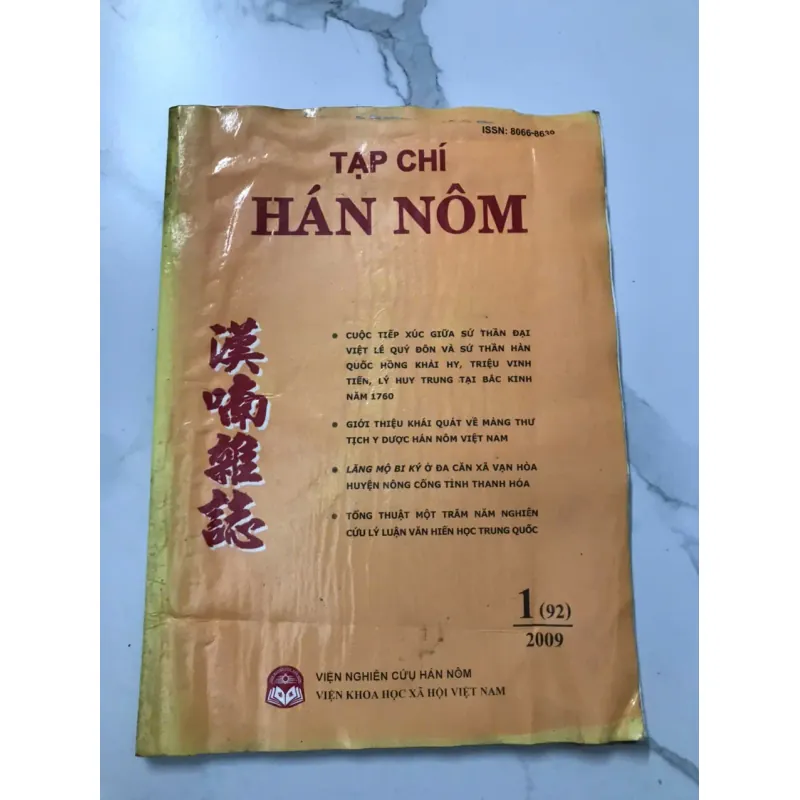 ISSN: 8066-8639
TẠP CHÍ
HÁN NÔM
漢喃雜誌
• CUỘC TIẾP XÚC GIỮA SỨ THẦN ĐẠI
VIỆT LÊ QUÝ ĐÔN VÀ SỨ THẦN HÀN
QUỐC HỒNG KHẢI HY, TRIỆU VINH
TIẾN, LÝ HUY TRUNG TẠI BẮC KINH
NĂM 1760
• GIỚI THIỆU KHÁI QUÁT VỀ MẢNG THƯ
TỊCH Y DƯỢC HÁN NÔM VIỆT NAM
• LĂNG MỘ BI KÝ Ở ĐA CĂN XÃ VẠN HÒA
HUYỆN NÔNG CỐNG TỈNH THANH HÓA
• TỔNG THUẬT MỘT TRĂM NĂM NGHIÊN
CỨU LÝ LUẬN VĂN HIẾN HỌC TRUNG QUỐC
1 (92)
2009
VIỆN NGHIÊN CỨU HÁN NÔM
VIỆN KHOA HỌC XÃ HỘI VIỆT NAM